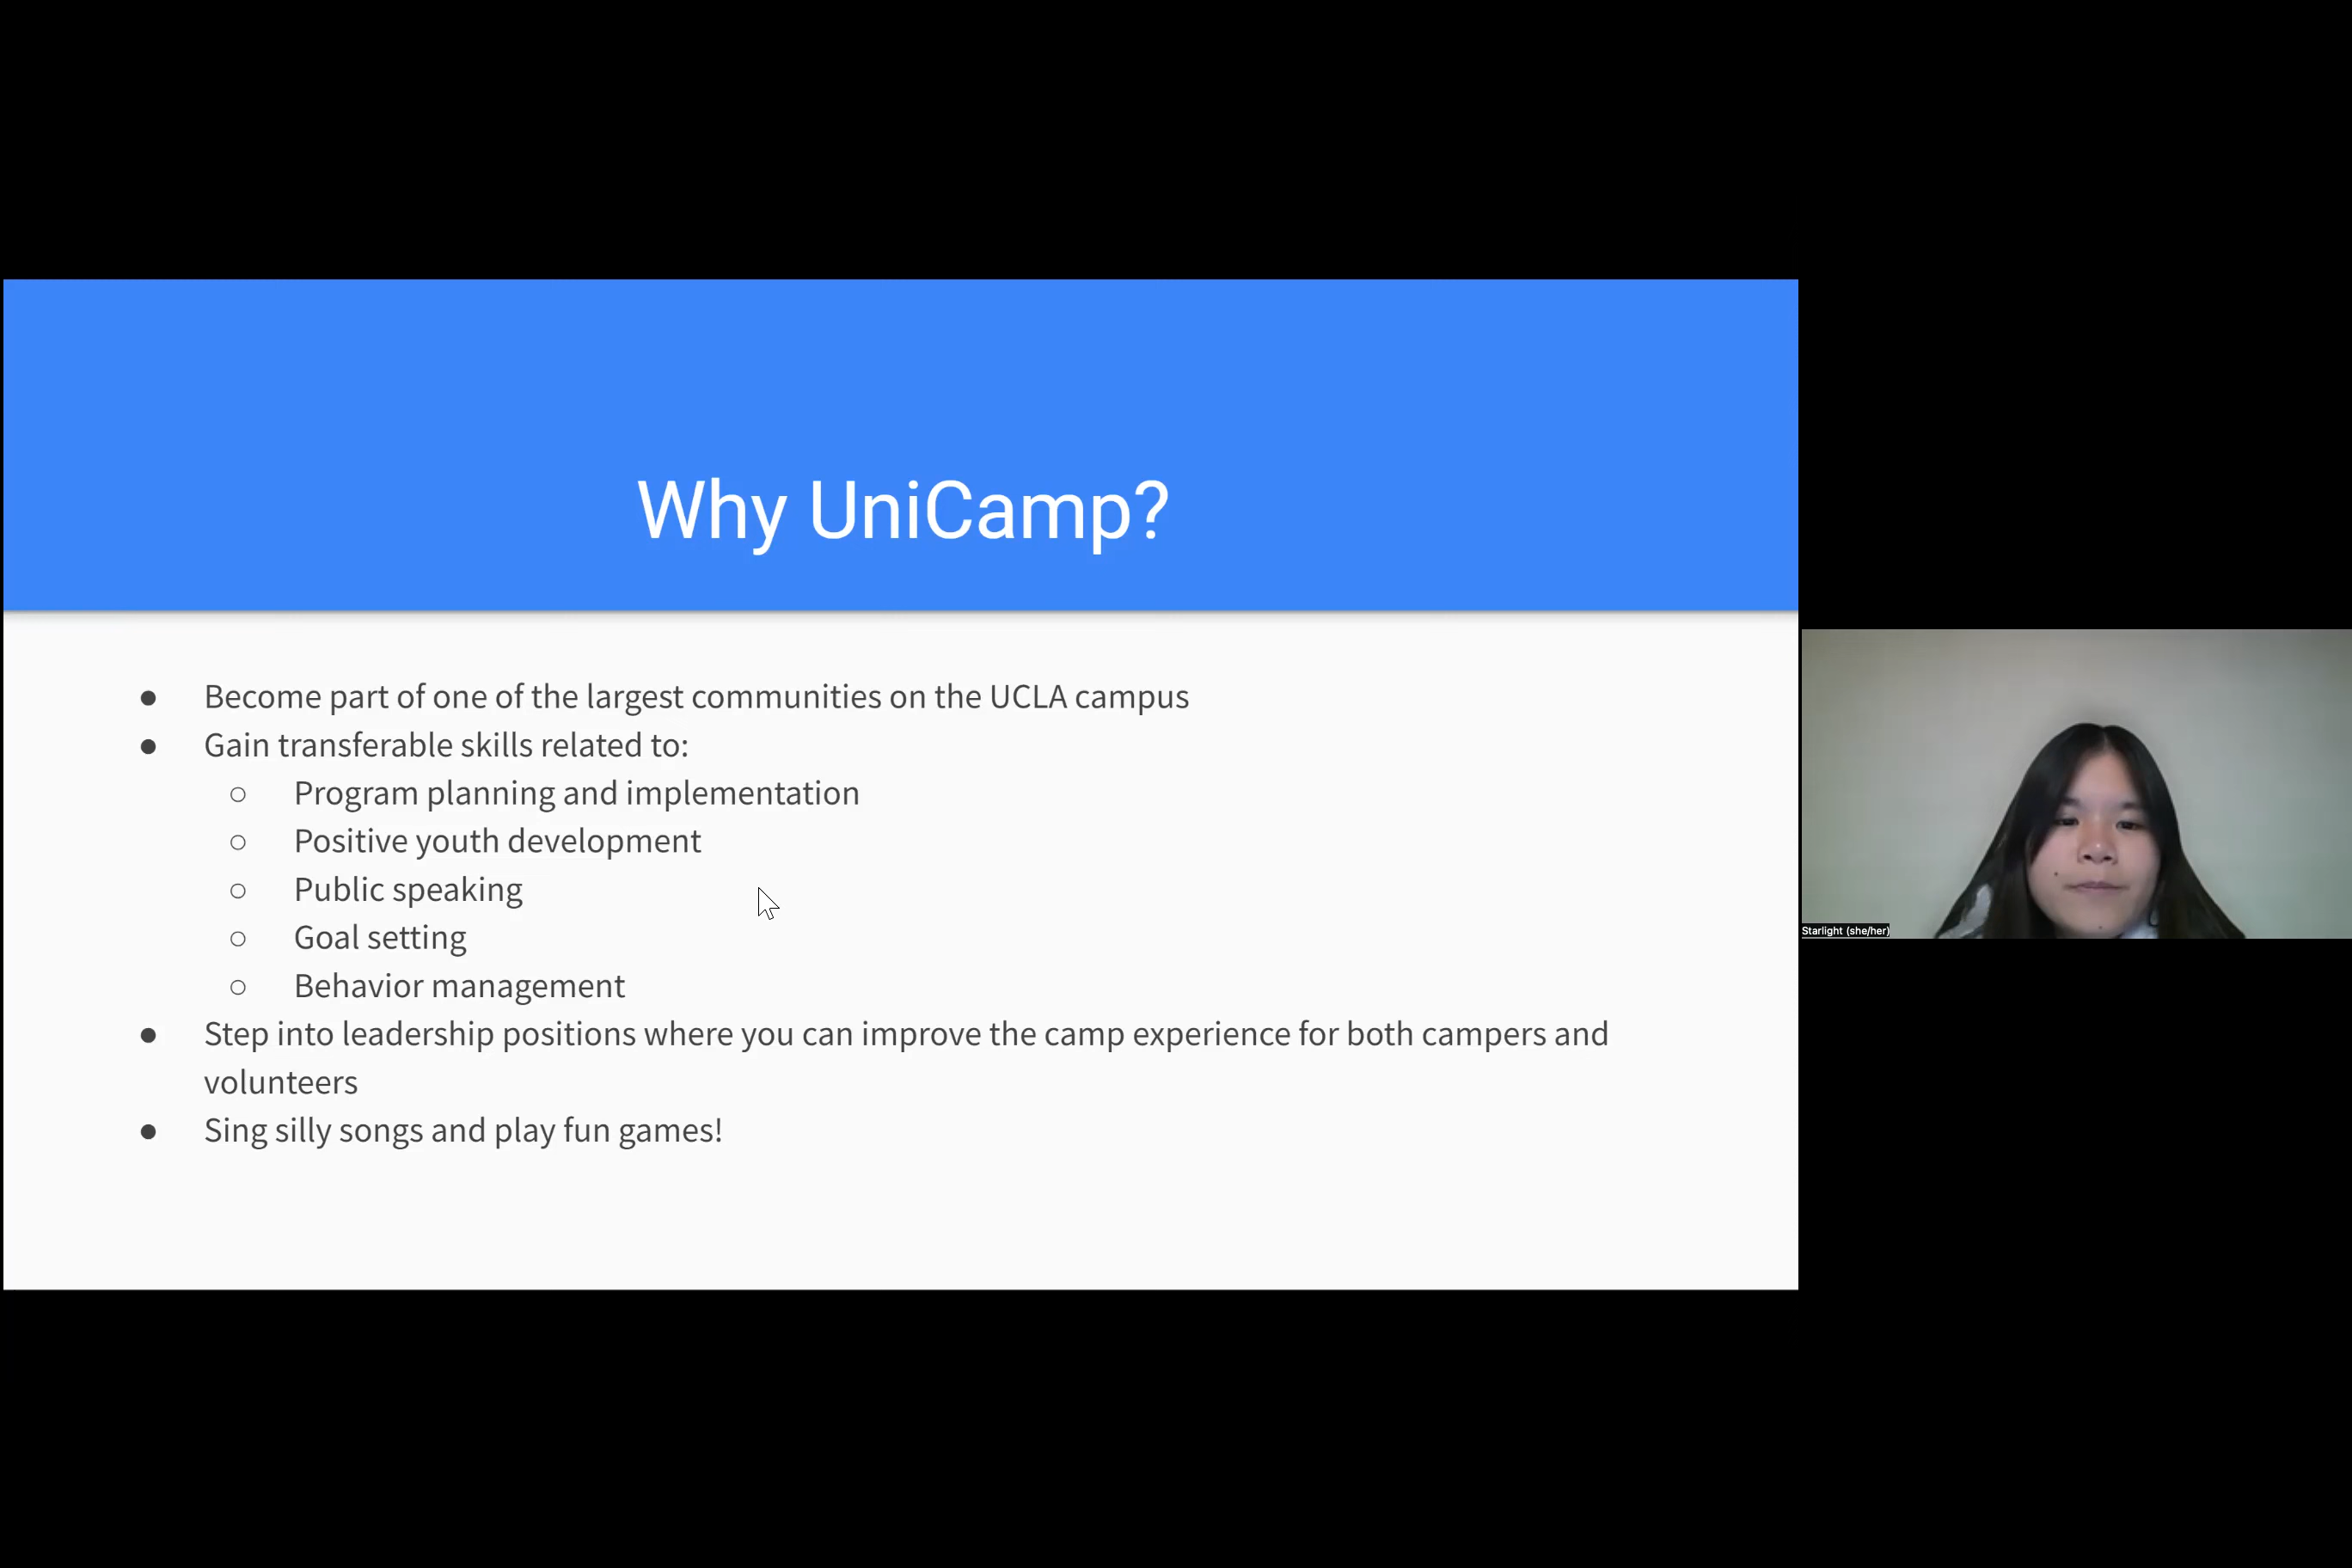 Why UniCamp?
● Become part of one of the largest communities on the UCLA campus
● Gain transferable skills related to:
○ Program planning and implementation
○ Positive youth development
○ Public speaking
○ Goal setting
○ Behavior management
● Step into leadership positions where you can improve the camp experience for both campers and
volunteers
● Sing silly songs and play fun games!
Starlight (she/her)